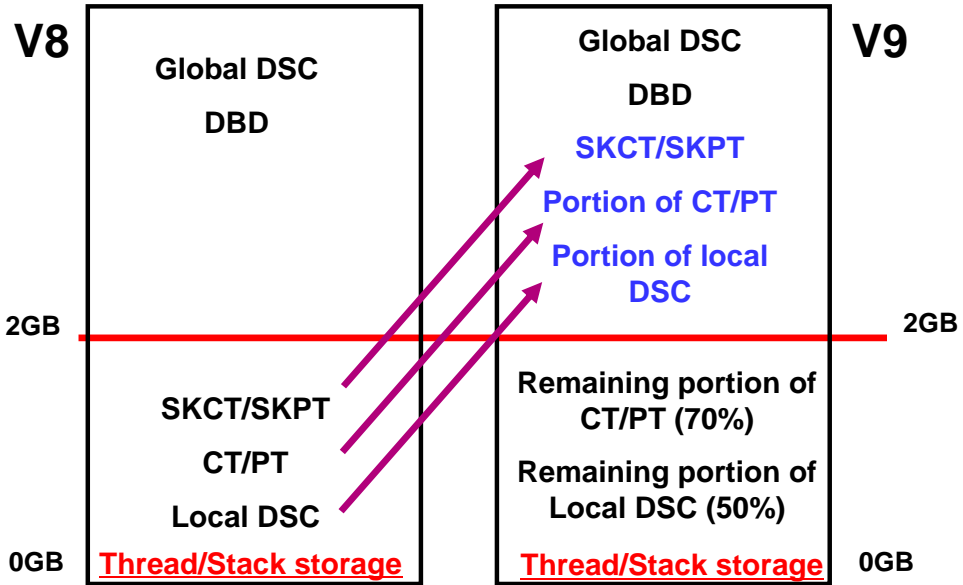 V8
Global DSC
DBD
2GB
SKCT/SKPT
CT/PT
Local DSC
0GB
Thread/Stack storage
V9
Global DSC
DBD
SKCT/SKPT
Portion of CT/PT
Portion of local
DSC
2GB
Remaining portion of
CT/PT (70%)
Remaining portion of
Local DSC (50%)
Thread/Stack storage
0GB